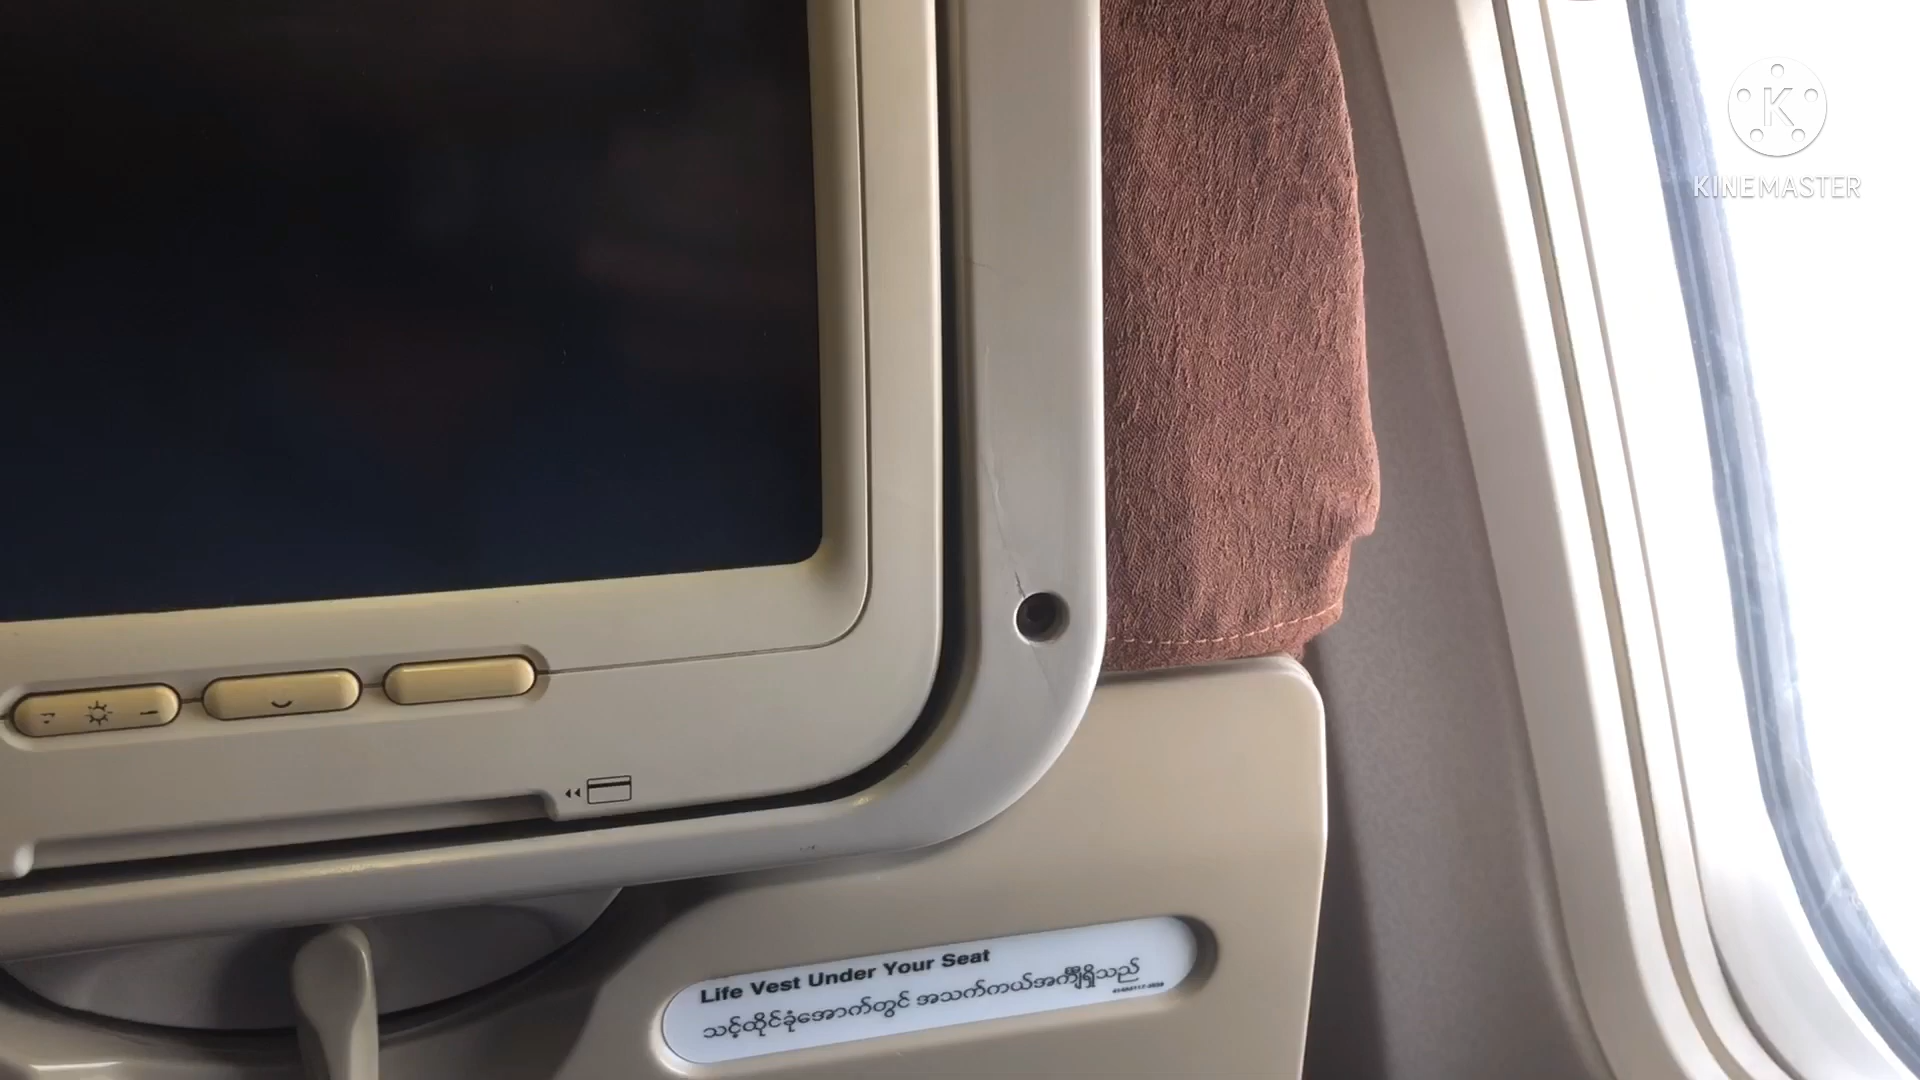 K
KINEMASTER
Life Vest Under Your Seat
သင့်ထိုင်ခုံအောက်တွင် အသက်ကယ်အင်္ကျီရှိသည်